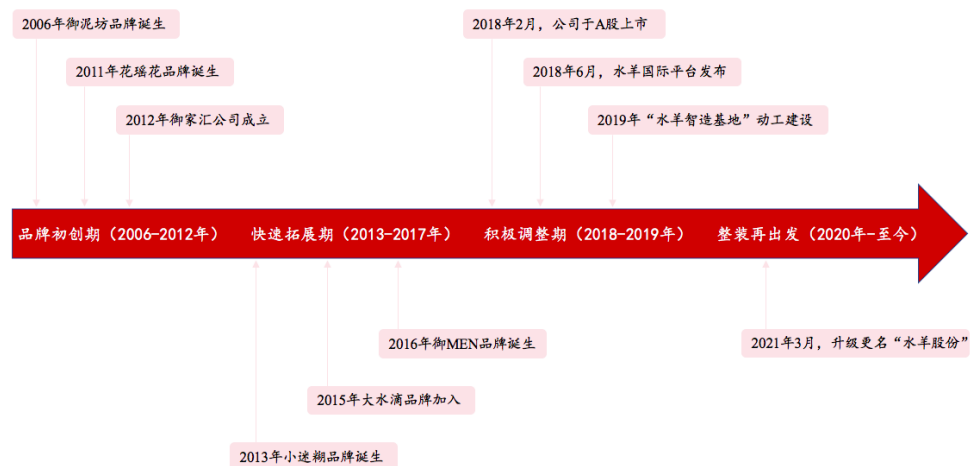 2006年御泥坊品牌诞生
2018年2月，公司于A股上市
2011年花瑶花品牌诞生
2018年6月，水羊国际平台发布
2012年御家汇公司成立
2019年“水羊智造基地”动工建设
品牌初创期（2006-2012年）
快速拓展期（2013-2017年）
积极调整期（2018-2019年）
整装再出发（2020年-至今）
2016年御MEN品牌诞生
2021年3月，升级更名“水羊股份”
2015年大水滴品牌加入
2013年小迷糊品牌诞生